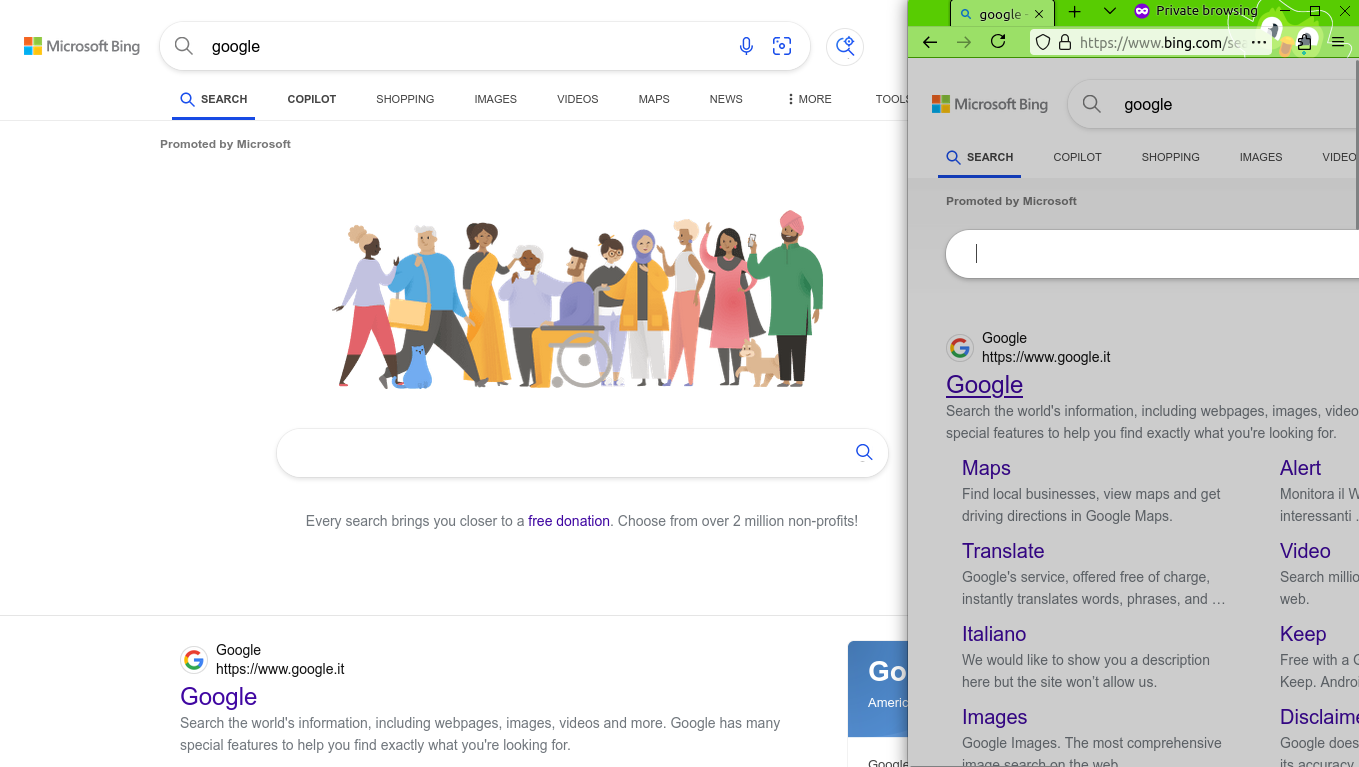 Microsoft Bing
google
SEARCH COPILOT SHOPPING IMAGES VIDEOS MAPS NEWS MORE TOOLS
Promoted by Microsoft
Every search brings you closer to a free donation. Choose from over 2 million non-profits!
Google
https://www.google.it
Google
Search the world's information, including webpages, images, videos and more. Google has many
special features to help you find exactly what you're looking for.
Go
Americ
Google
google -
Private browsing
https://www.bing.com/sea
Microsoft Bing
google
SEARCH COPILOT SHOPPING IMAGES VIDEO
Promoted by Microsoft
Google
https://www.google.it
Google
Search the world's information, including webpages, images, video
special features to help you find exactly what you're looking for.
Maps
Find local businesses, view maps and get
driving directions in Google Maps.
Translate
Google's service, offered free of charge,
instantly translates words, phrases, and …
Italiano
We would like to show you a description
here but the site won't allow us.
Images
Google Images. The most comprehensive
image search on the web.
Alert
Monitora il W
interessanti .
Video
Search millio
web.
Keep
Free with a G
Keep. Androi
Disclaime
Google does
its accuracy